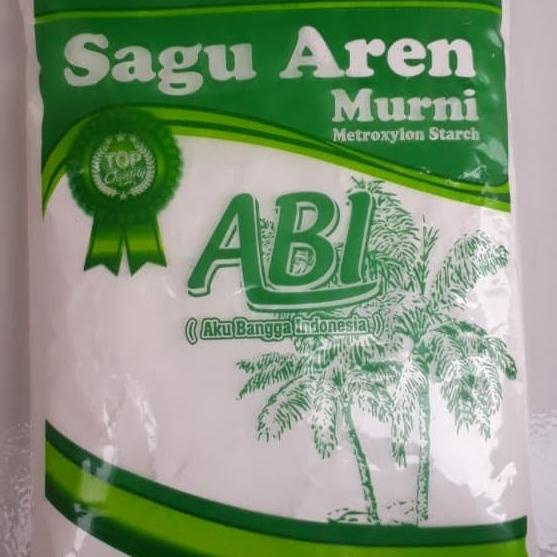 Sagu Aren
Murni
Metroxylon Starch
TOP
Quality
ABI
( Aku Bangga Indonesia )